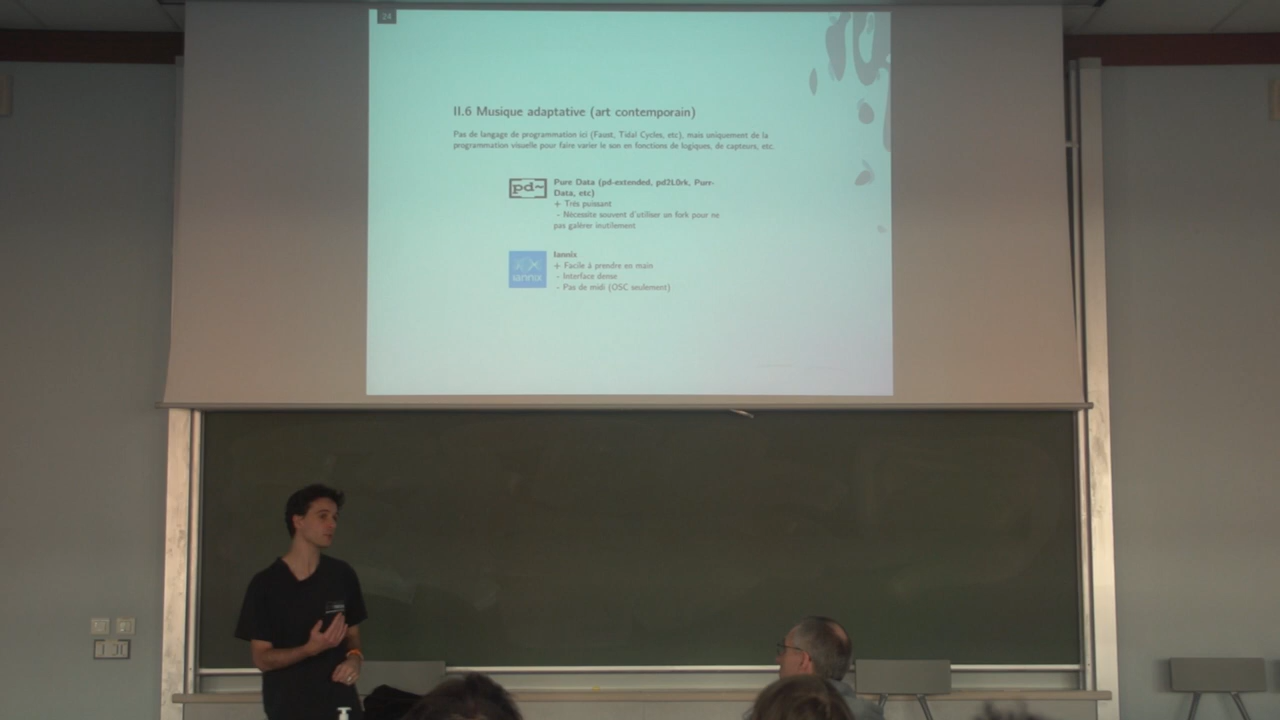 24
II.6 Musique adaptative (art contemporain)
Pas de langage de programmation ici (Faust, Tidal Cycles, etc), mais uniquement de la
programmation visuelle pour faire varier le son en fonctions de logiques, de capteurs, etc.
pd~
Pure Data (pd-extended, pd2L0rk, Purr-
Data, etc)
+ Très puissant
- Nécessite souvent d'utiliser un fork pour ne
pas galérer inutilement
iannix
Iannix
+ Facile à prendre en main
- Interface dense
- Pas de midi (OSC seulement)